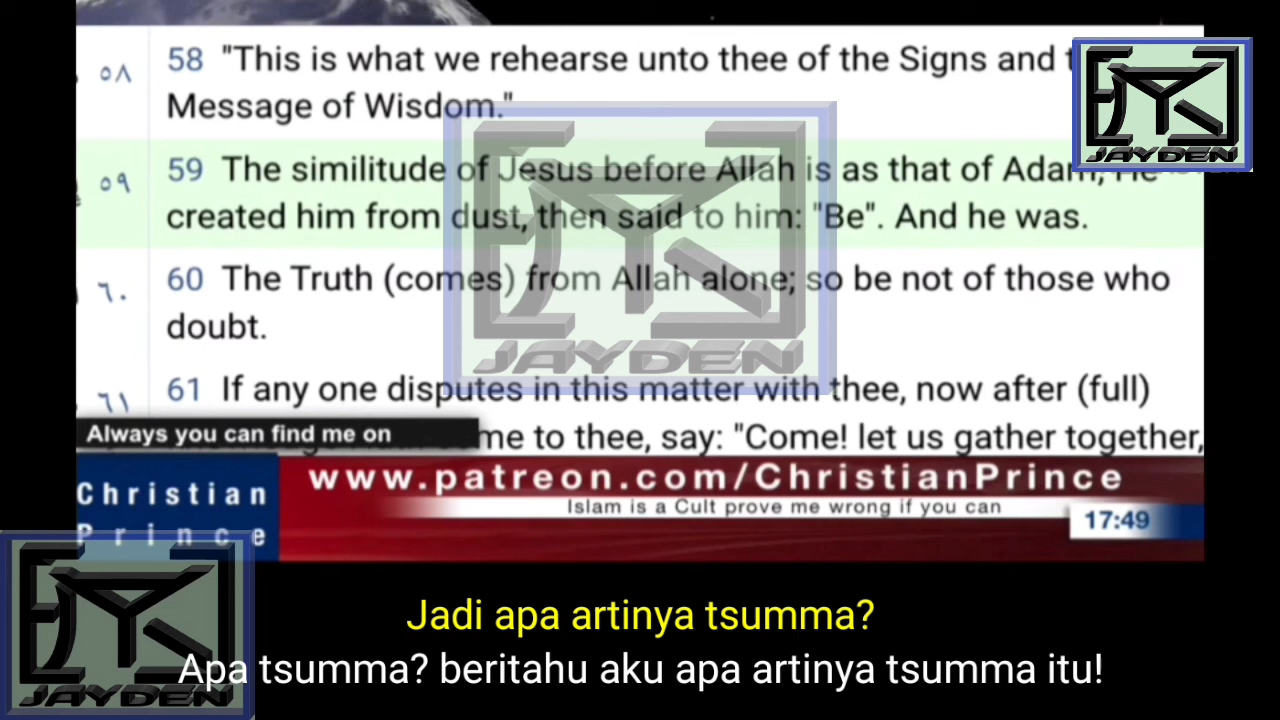 ٥٨ 58 "This is what we rehearse unto thee of the Signs and
Message of Wisdom."
٥٩ 59 The similitude of Jesus before Allah is as that of Adam; He
created him from dust, then said to him: "Be". And he was.
٦٠ 60 The Truth (comes) from Allah alone; so be not of those who
doubt.
٦١ 61 If any one disputes in this matter with thee, now after (full)
to thee, say: "Come! let us gather together,
JAYDEN
JAYDEN
Always you can find me on
www.patreon.com/ChristianPrince
Christian
Prince
Islam is a Cult prove me wrong if you can
17:49
JAYDEN
Jadi apa artinya tsumma?
Apa tsumma? beritahu aku apa artinya tsumma itu!